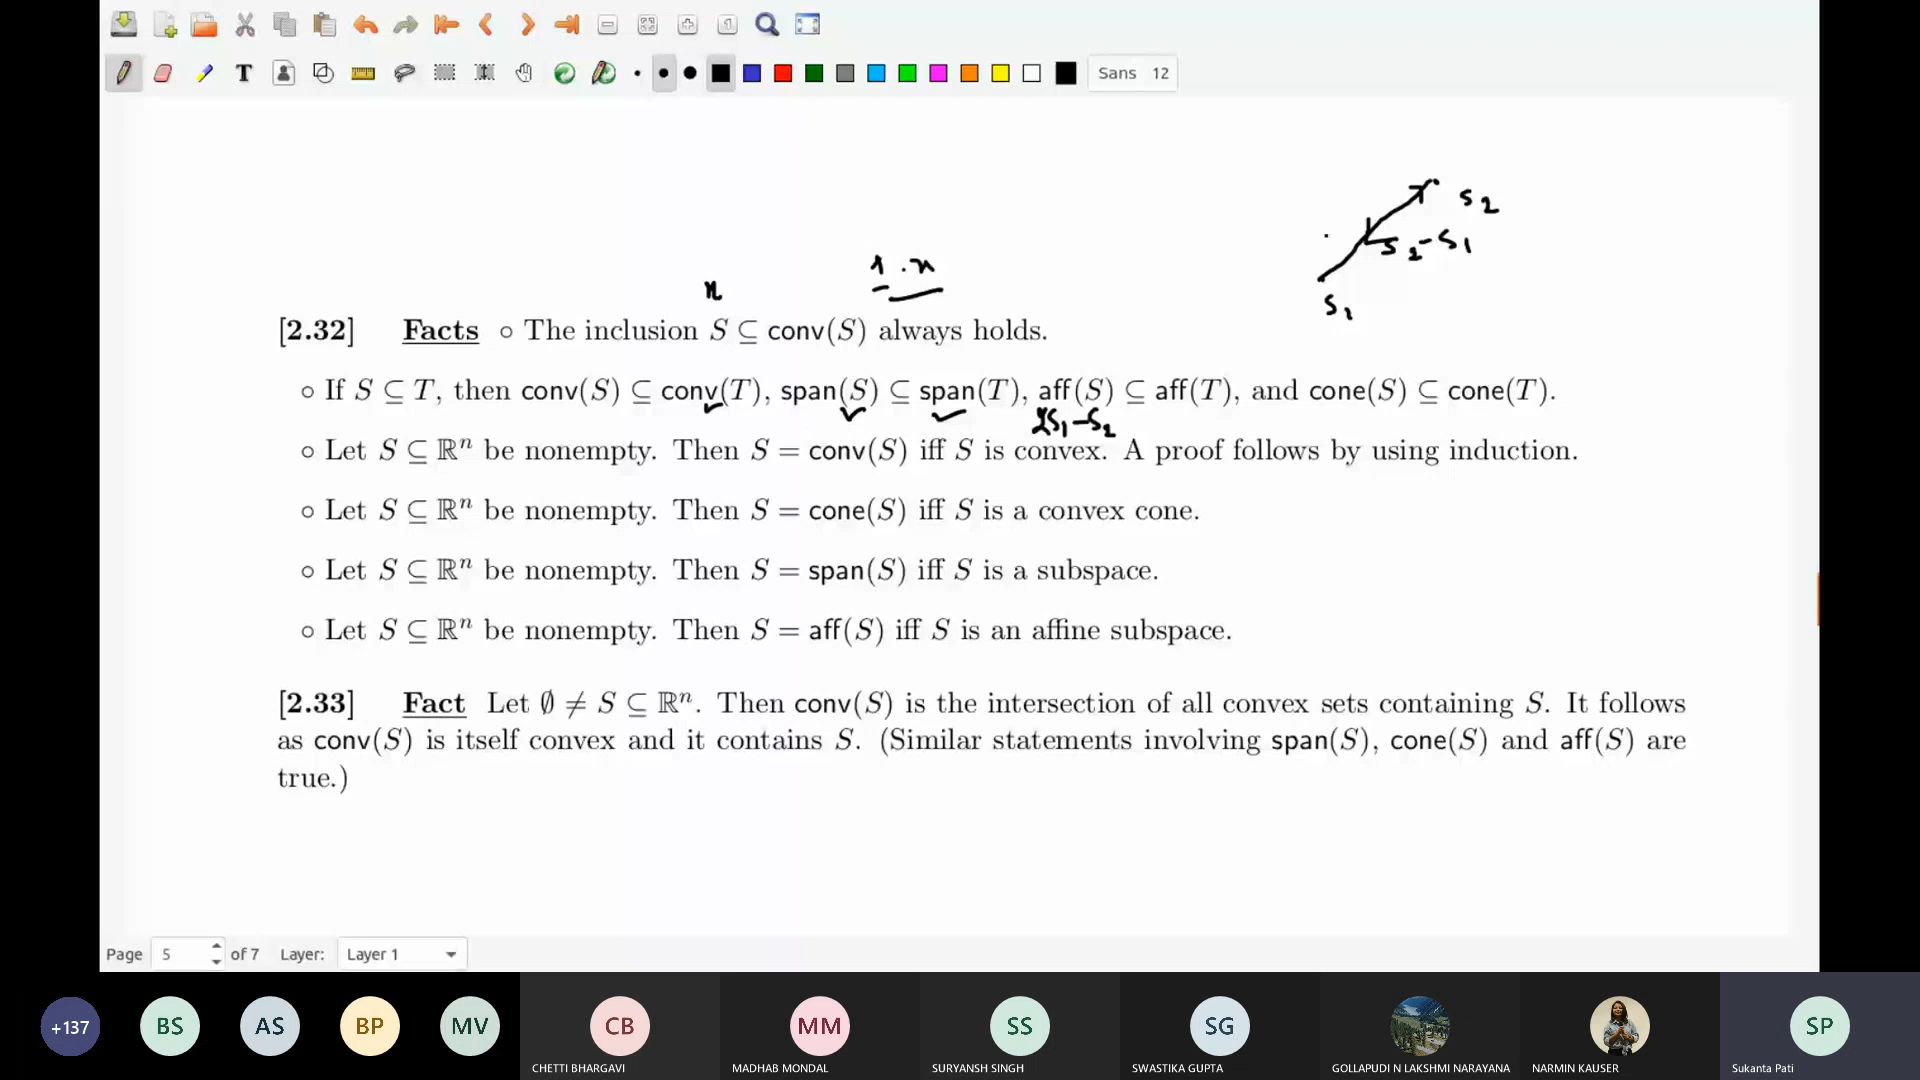 Sans 12
s2
s2-s1
s1
1 . x
x
[2.32] Facts ○ The inclusion S ⊆ conv(S) always holds.
○ If S ⊆ T, then conv(S) ⊆ conv(T), span(S) ⊆ span(T), aff(S) ⊆ aff(T), and cone(S) ⊆ cone(T).
2s1-s2
○ Let S ⊆ ℝⁿ be nonempty. Then S = conv(S) iff S is convex. A proof follows by using induction.
○ Let S ⊆ ℝⁿ be nonempty. Then S = cone(S) iff S is a convex cone.
○ Let S ⊆ ℝⁿ be nonempty. Then S = span(S) iff S is a subspace.
○ Let S ⊆ ℝⁿ be nonempty. Then S = aff(S) iff S is an affine subspace.
[2.33] Fact Let ∅ ≠ S ⊆ ℝⁿ. Then conv(S) is the intersection of all convex sets containing S. It follows
as conv(S) is itself convex and it contains S. (Similar statements involving span(S), cone(S) and aff(S) are
true.)
Page 5 of 7 Layer: Layer 1
+137 BS AS BP MV CB MM SS SG SP
CHETTI BHARGAVI MADHAB MONDAL SURYANSH SINGH SWASTIKA GUPTA GOLLAPUDI N LAKSHMI NARAYANA NARMIN KAUSER Sukanta Pati